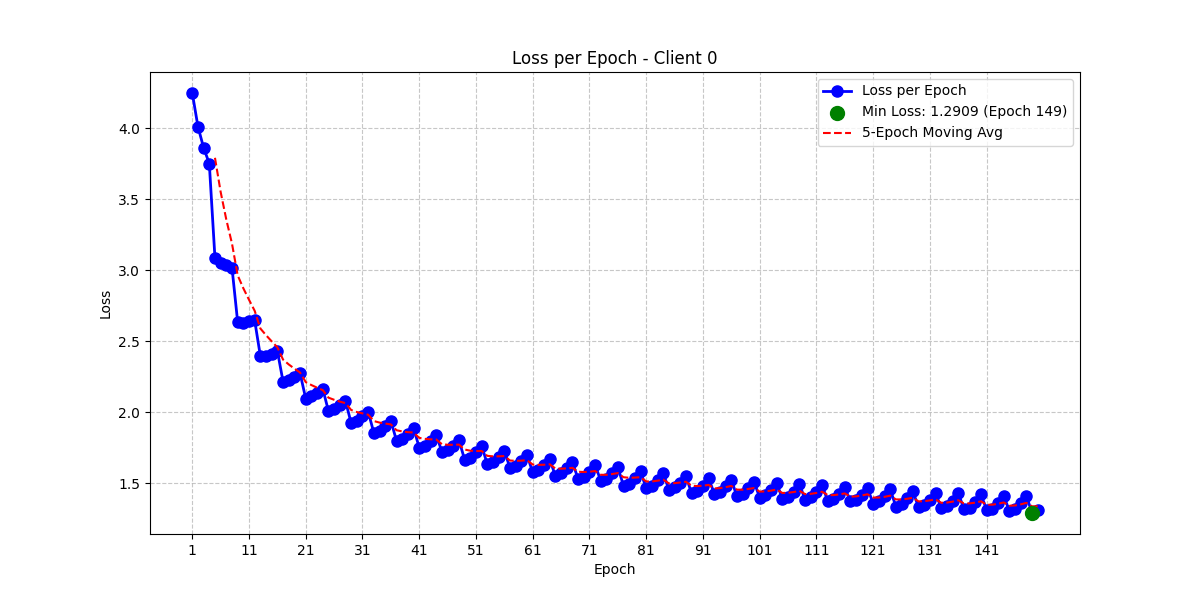 Loss per Epoch - Client 0
Loss per Epoch
Min Loss: 1.2909 (Epoch 149)
5-Epoch Moving Avg
Loss
4.0
3.5
3.0
2.5
2.0
1.5
1 11 21 31 41 51 61 71 81 91 101 111 121 131 141
Epoch